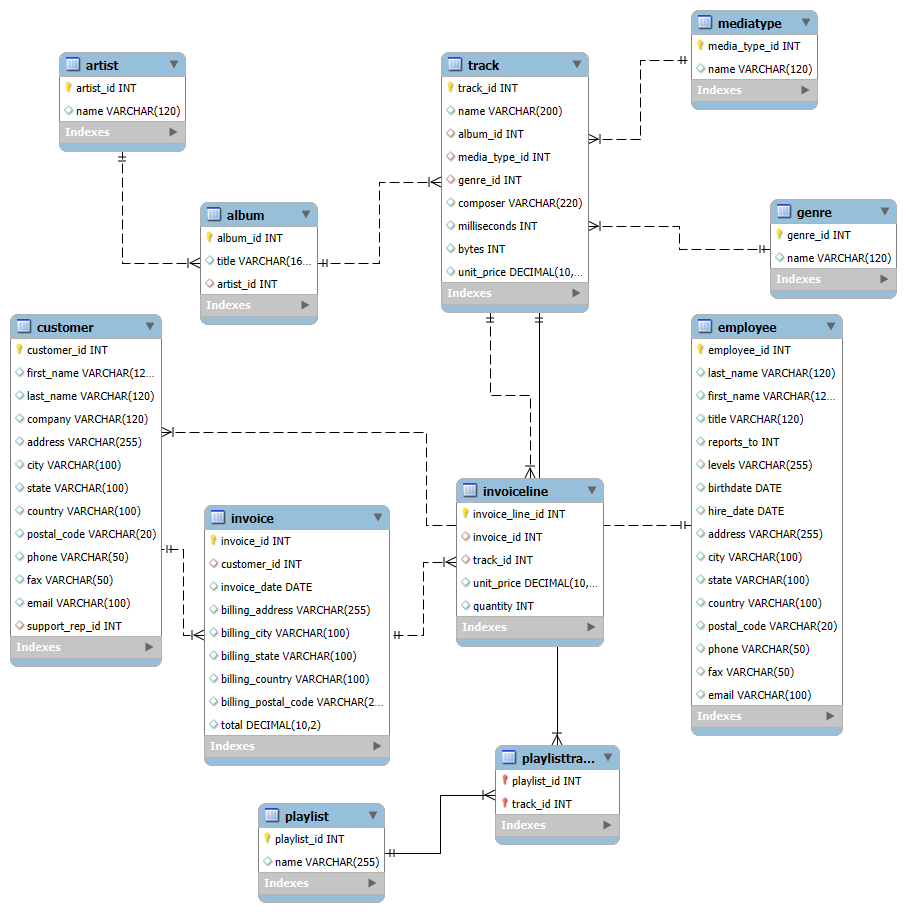 artist
artist_id INT
name VARCHAR(120)
Indexes
album
album_id INT
title VARCHAR(16...
artist_id INT
Indexes
track
track_id INT
name VARCHAR(200)
album_id INT
media_type_id INT
genre_id INT
composer VARCHAR(220)
milliseconds INT
bytes INT
unit_price DECIMAL(10,...
Indexes
mediatype
media_type_id INT
name VARCHAR(120)
Indexes
genre
genre_id INT
name VARCHAR(120)
Indexes
customer
customer_id INT
first_name VARCHAR(12...
last_name VARCHAR(120)
company VARCHAR(120)
address VARCHAR(255)
city VARCHAR(100)
state VARCHAR(100)
country VARCHAR(100)
postal_code VARCHAR(20)
phone VARCHAR(50)
fax VARCHAR(50)
email VARCHAR(100)
support_rep_id INT
Indexes
invoice
invoice_id INT
customer_id INT
invoice_date DATE
billing_address VARCHAR(255)
billing_city VARCHAR(100)
billing_state VARCHAR(100)
billing_country VARCHAR(100)
billing_postal_code VARCHAR(2...
total DECIMAL(10,2)
Indexes
invoiceline
invoice_line_id INT
invoice_id INT
track_id INT
unit_price DECIMAL(10,...
quantity INT
Indexes
employee
employee_id INT
last_name VARCHAR(120)
first_name VARCHAR(12...
title VARCHAR(120)
reports_to INT
levels VARCHAR(255)
birthdate DATE
hire_date DATE
address VARCHAR(255)
city VARCHAR(100)
state VARCHAR(100)
country VARCHAR(100)
postal_code VARCHAR(20)
phone VARCHAR(50)
fax VARCHAR(50)
email VARCHAR(100)
Indexes
playlisttra...
playlist_id INT
track_id INT
Indexes
playlist
playlist_id INT
name VARCHAR(255)
Indexes